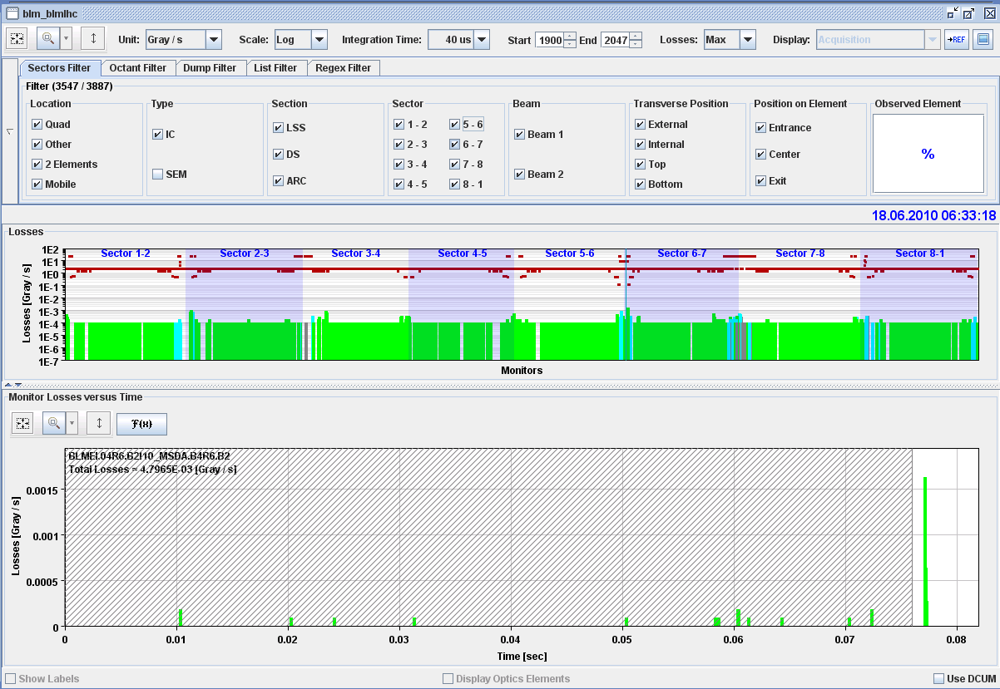 blm_blmlhc
Unit: Gray / s Scale: Log Integration Time: 40 us Start 1900 End 2047 Losses: Max Display: Acquisition →REF
Sectors Filter Octant Filter Dump Filter List Filter Regex Filter
Filter (3547 / 3887)
Location Type Section Sector Beam Transverse Position Position on Element Observed Element
Quad
Other
2 Elements
Mobile
IC
SEM
LSS
DS
ARC
1 - 2 5 - 6
2 - 3 6 - 7
3 - 4 7 - 8
4 - 5 8 - 1
Beam 1
Beam 2
External
Internal
Top
Bottom
Entrance
Center
Exit
%
18.06.2010 06:33:18
Losses
Sector 1-2 Sector 2-3 Sector 3-4 Sector 4-5 Sector 5-6 Sector 6-7 Sector 7-8 Sector 8-1
Losses [Gray / s]
1E2
1E1
1E0
1E-1
1E-2
1E-3
1E-4
1E-5
1E-6
1E-7
Monitors
Monitor Losses versus Time
F(x)
BLMEI.04R6.B2I10_MSDA.B4R6.B2
Total Losses = 4.7965E-03 [Gray / s]
Losses [Gray / s]
0.0015
0.001
0.0005
0
0 0.01 0.02 0.03 0.04 0.05 0.06 0.07 0.08
Time [sec]
Show Labels Display Optics Elements Use DCUM